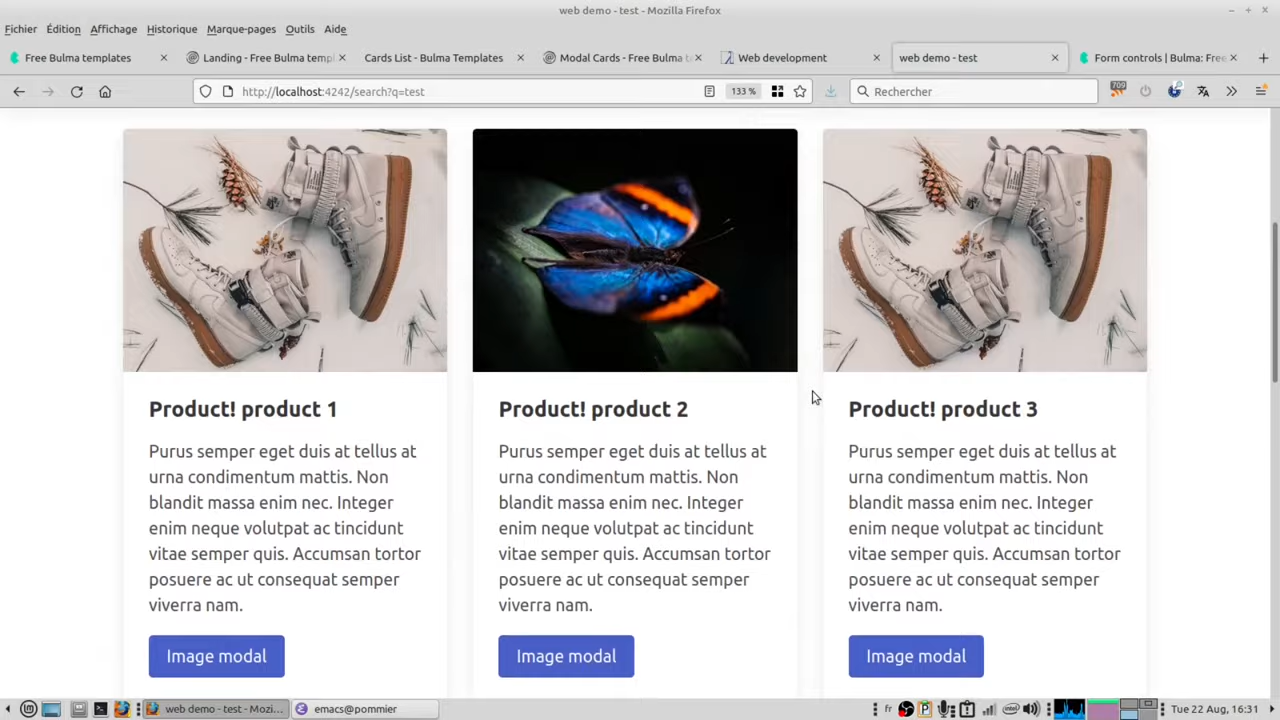 web demo - test - Mozilla Firefox
Fichier Édition Affichage Historique Marque-pages Outils Aide
Free Bulma templates
Landing - Free Bulma templ
Cards List - Bulma Templates
Modal Cards - Free Bulma t
Web development
web demo - test
Form controls | Bulma: Free
http://localhost:4242/search?q=test
133 %
Rechercher
709
Product! product 1
Purus semper eget duis at tellus at
urna condimentum mattis. Non
blandit massa enim nec. Integer
enim neque volutpat ac tincidunt
vitae semper quis. Accumsan tortor
posuere ac ut consequat semper
viverra nam.
Image modal
Product! product 2
Purus semper eget duis at tellus at
urna condimentum mattis. Non
blandit massa enim nec. Integer
enim neque volutpat ac tincidunt
vitae semper quis. Accumsan tortor
posuere ac ut consequat semper
viverra nam.
Image modal
Product! product 3
Purus semper eget duis at tellus at
urna condimentum mattis. Non
blandit massa enim nec. Integer
enim neque volutpat ac tincidunt
vitae semper quis. Accumsan tortor
posuere ac ut consequat semper
viverra nam.
Image modal
web demo - test - Mozi...
emacs@pommier
fr
Tue 22 Aug, 16:31